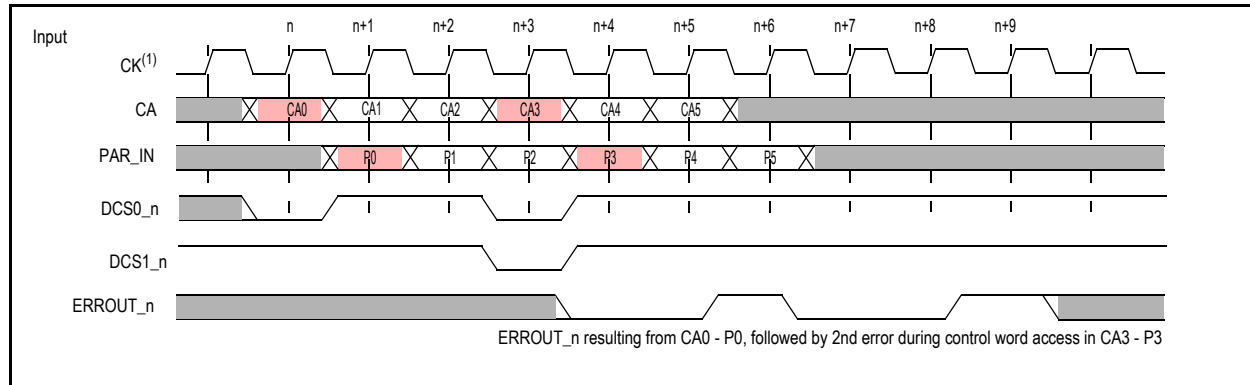 Input
n n+1 n+2 n+3 n+4 n+5 n+6 n+7 n+8 n+9
CK(1)
CA CA0 CA1 CA2 CA3 CA4 CA5
PAR_IN P0 P1 P2 P3 P4 P5
DCS0_n
DCS1_n
ERROUT_n
ERROUT_n resulting from CA0 - P0, followed by 2nd error during control word access in CA3 - P3